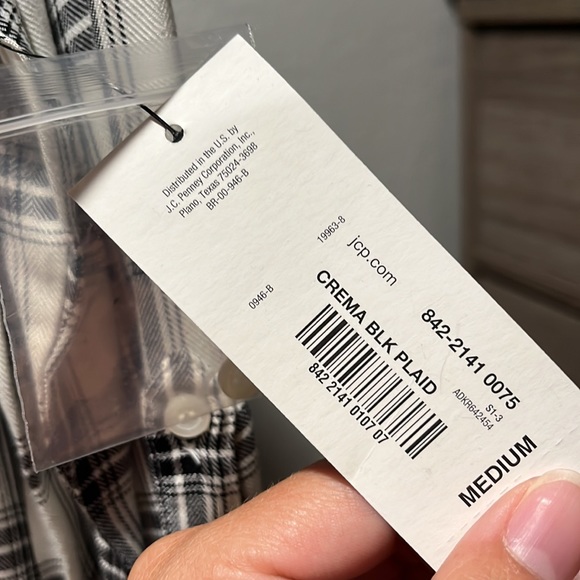 Distributed in the U.S. by
J.C. Penney Corporation, Inc.,
Plano, Texas 75024-3698
BR-00-946-B
19963-8
jcp.com
0946-B
842-2141 0075
CREMA BLK PLAID
842 2141 0107 07
S1-3
ADKR642454
MEDIUM